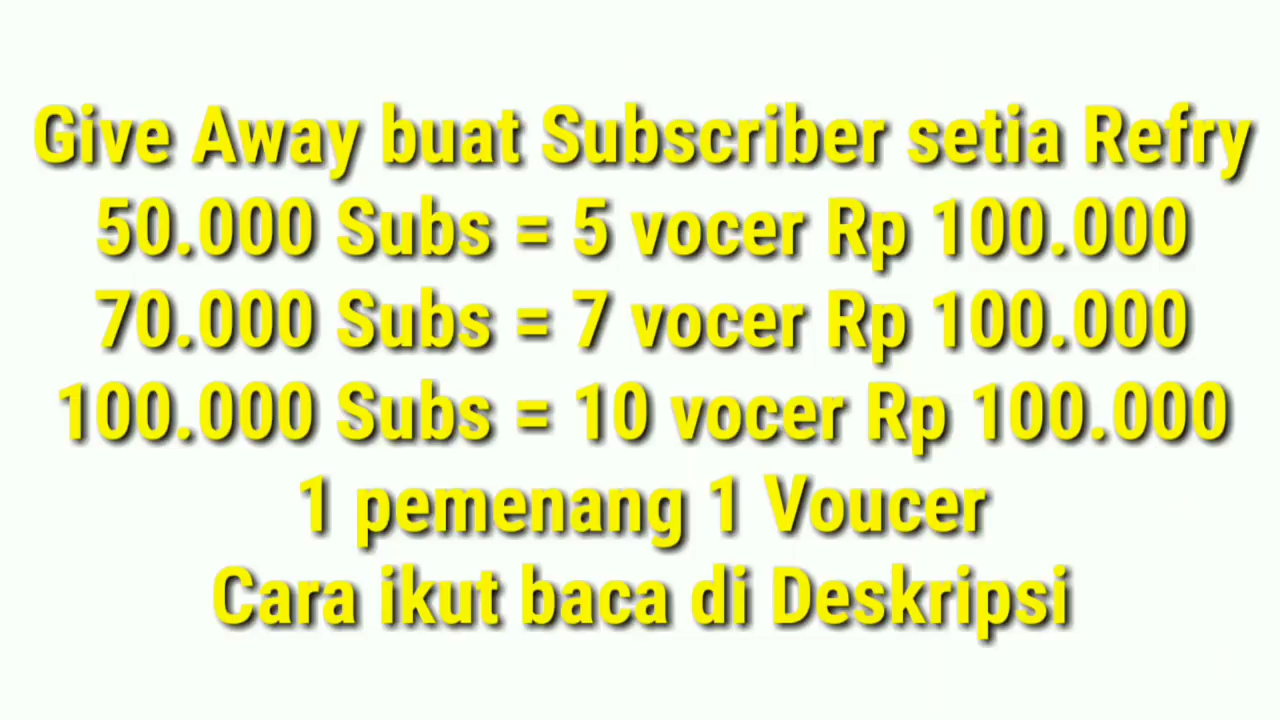 Give Away buat Subscriber setia Refry
50.000 Subs = 5 vocer Rp 100.000
70.000 Subs = 7 vocer Rp 100.000
100.000 Subs = 10 vocer Rp 100.000
1 pemenang 1 Voucer
Cara ikut baca di Deskripsi